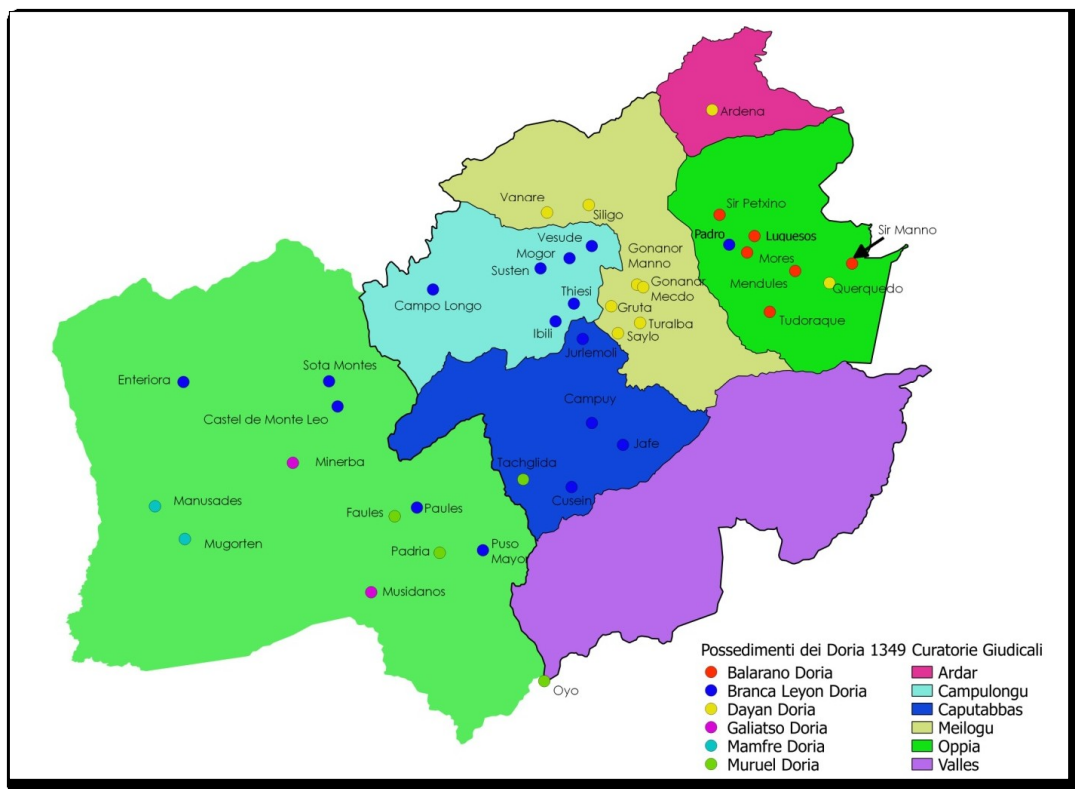 Ardena
Vanare
Siligo
Sir Petxino
Padro
Luquesos
Sir Manno
Mores
Mendules
Querquedo
Tudoraque
Vesude
Mogor
Susten
Gonanor
Manno
Gonanar
Mecdo
Campo Longo
Thiesi
Gruta
Ibili
Turalba
Saylo
Jurlemoli
Enteriora
Sota Montes
Castel de Monte Leo
Campuy
Jafe
Minerba
Tachglida
Cusein
Manusades
Faules
Paules
Mugorten
Padria
Puso
Mayo
Musidanos
Oyo
Possedimenti dei Doria 1349 Curatorie Giudicali
Balarano Doria
Branca Leyon Doria
Dayan Doria
Galiatso Doria
Mamfre Doria
Muruel Doria
Ardar
Campulongu
Caputabbas
Meilogu
Oppia
Valles